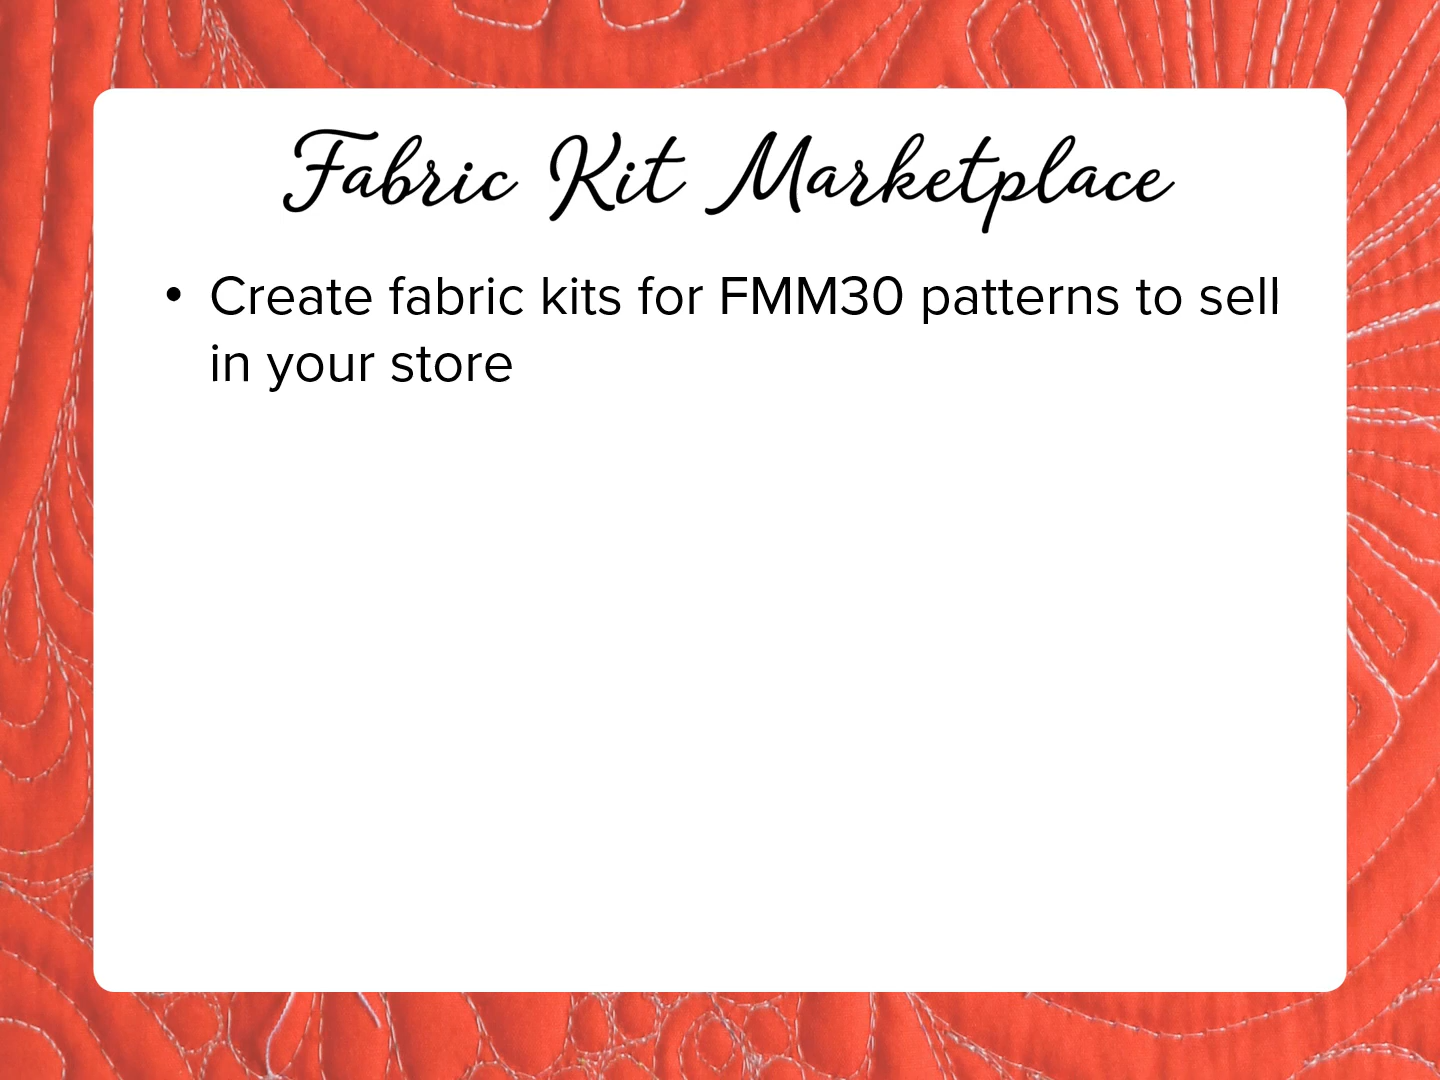 Fabric Kit Marketplace
• Create fabric kits for FMM30 patterns to sell
in your store